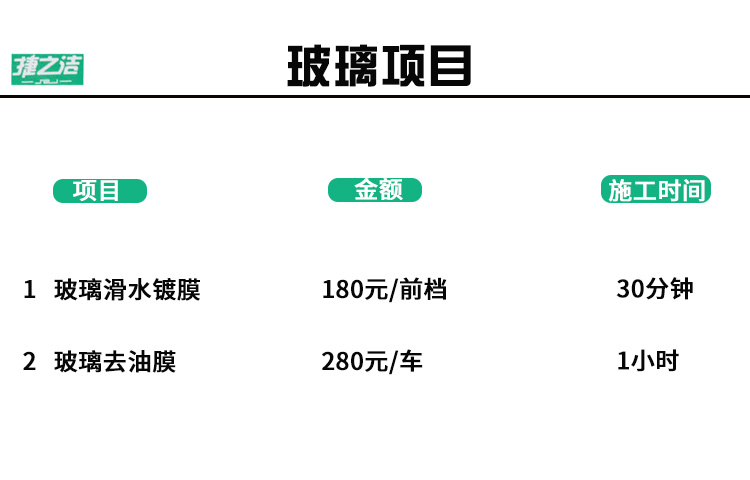 捷之洁
玻璃项目
项目 金额 施工时间
1 玻璃滑水镀膜 180元/前档 30分钟
2 玻璃去油膜 280元/车 1小时